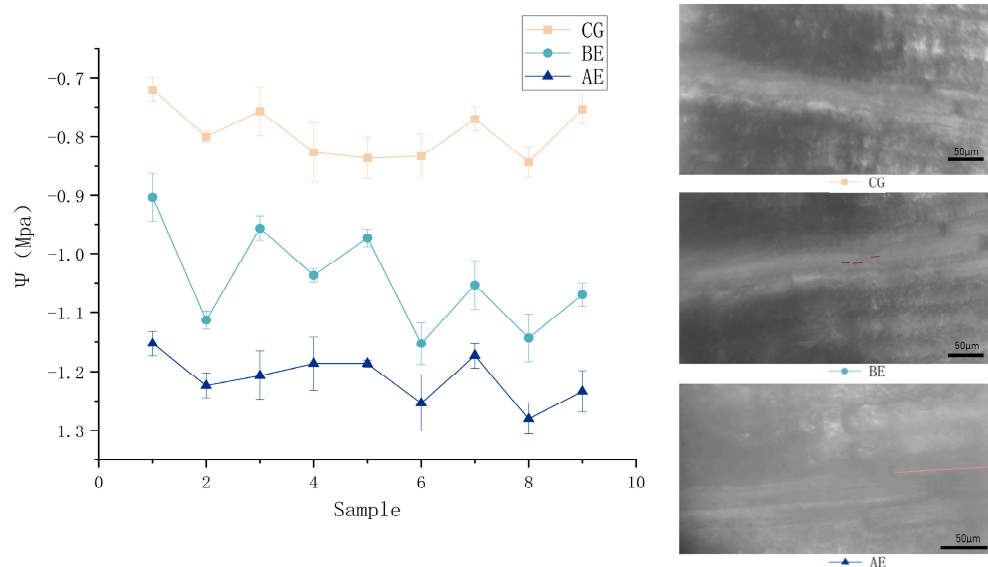 CG
BE
AE
-0.7
-0.8
-0.9
-1.0
-1.1
-1.2
1.3
Ψ (Mpa)
0
2
4
6
8
10
Sample
50μm
CG
50μm
BE
50μm
AE